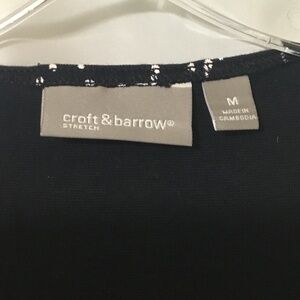 croft & barrow®
STRETCH
M
MADE IN
CAMBODIA